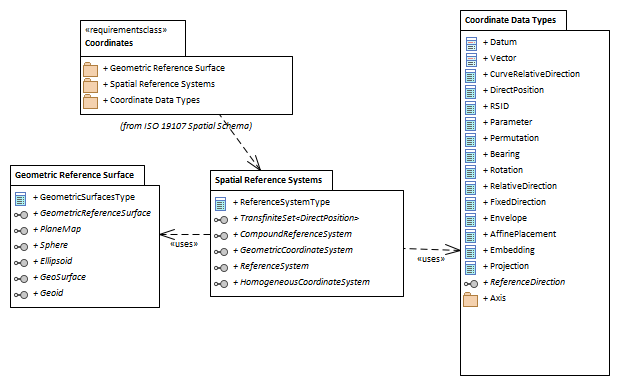 «requirementsclass»
Coordinates
+ Geometric Reference Surface
+ Spatial Reference Systems
+ Coordinate Data Types
(from ISO 19107 Spatial Schema)
Geometric Reference Surface
+ GeometricSurfacesType
+ GeometricReferenceSurface
+ PlaneMap
+ Sphere
+ Ellipsoid
+ GeoSurface
+ Geoid
«uses»
Spatial Reference Systems
+ ReferenceSystemType
+ TransfiniteSet<DirectPosition>
+ CompoundReferenceSystem
+ GeometricCoordinateSystem
+ ReferenceSystem
+ HomogeneousCoordinateSystem
«uses»
Coordinate Data Types
+ Datum
+ Vector
+ CurveRelativeDirection
+ DirectPosition
+ RSID
+ Parameter
+ Permutation
+ Bearing
+ Rotation
+ RelativeDirection
+ FixedDirection
+ Envelope
+ AffinePlacement
+ Embedding
+ Projection
+ ReferenceDirection
+ Axis